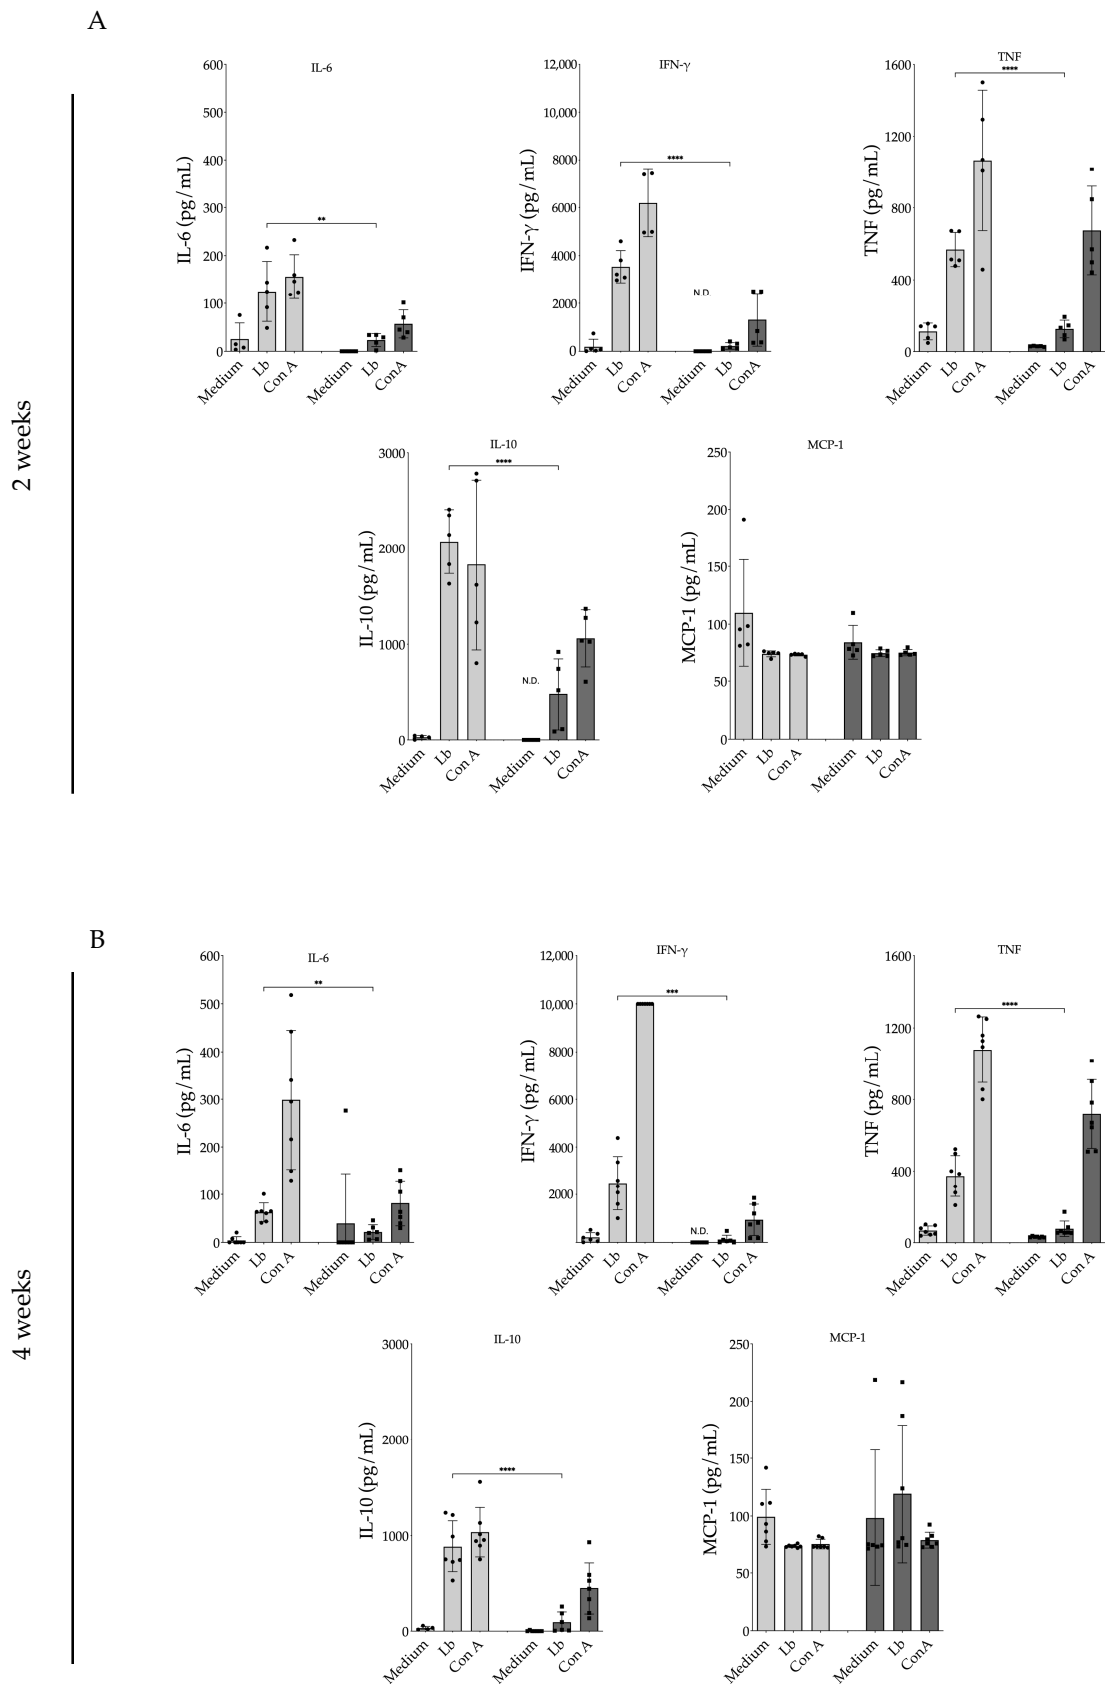 A
2 weeks
IL-6
IL-6 (pg/mL)
600
500
400
300
200
100
0
**
Medium
Lb
Con A
Medium
Lb
ConA
IFN-γ
IFN-γ (pg/mL)
12,000
10,000
8000
6000
4000
2000
0
****
N.D.
Medium
Lb
Con A
Medium
Lb
ConA
TNF
TNF (pg/mL)
1600
1200
800
400
0
****
Medium
Lb
Con A
Medium
Lb
ConA
IL-10
IL-10 (pg/mL)
3000
2000
1000
0
****
N.D.
Medium
Lb
Con A
Medium
Lb
ConA
MCP-1
MCP-1 (pg/mL)
250
200
150
100
50
0
Medium
Lb
Con A
Medium
Lb
ConA
B
4 weeks
IL-6
IL-6 (pg/mL)
600
500
400
300
200
100
0
**
Medium
Lb
Con A
Medium
Lb
Con A
IFN-γ
IFN-γ (pg/mL)
12,000
10,000
8000
6000
4000
2000
***
N.D.
Medium
Lb
Con A
Medium
Lb
Con A
TNF
TNF (pg/mL)
1600
1200
800
400
0
****
Medium
Lb
Con A
Medium
Lb
Con A
IL-10
IL-10 (pg/mL)
3000
2000
1000
0
****
Medium
Lb
Con A
Medium
Lb
Con A
MCP-1
MCP-1 (pg/mL)
250
200
150
100
50
0
Medium
Lb
Con A
Medium
Lb
ConA